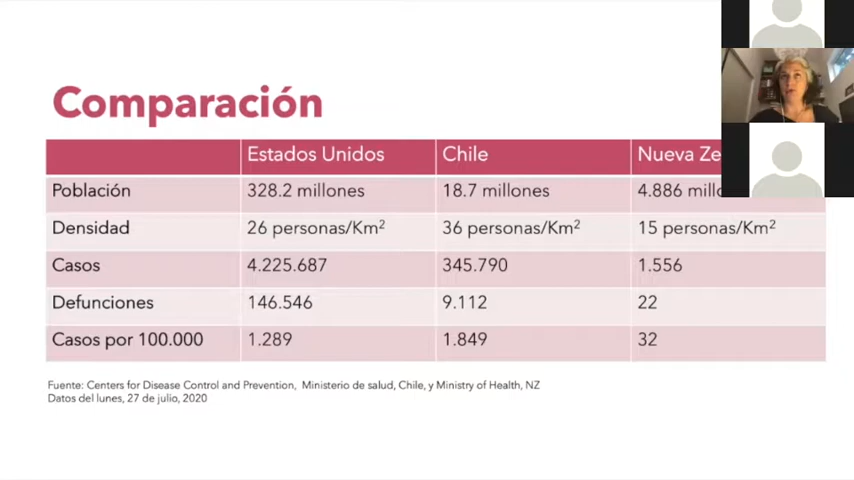 Comparación
Estados Unidos Chile Nueva
Población 328.2 millones 18.7 millones 4.886
Densidad 26 personas/Km² 36 personas/Km² 15 personas/Km²
Casos 4.225.687 345.790 1.556
Defunciones 146.546 9.112 22
Casos por 100.000 1.289 1.849 32
Fuente: Centers for Disease Control and Prevention, Ministerio de salud, Chile, y Ministry of Health, NZ
Datos del lunes, 27 de julio, 2020